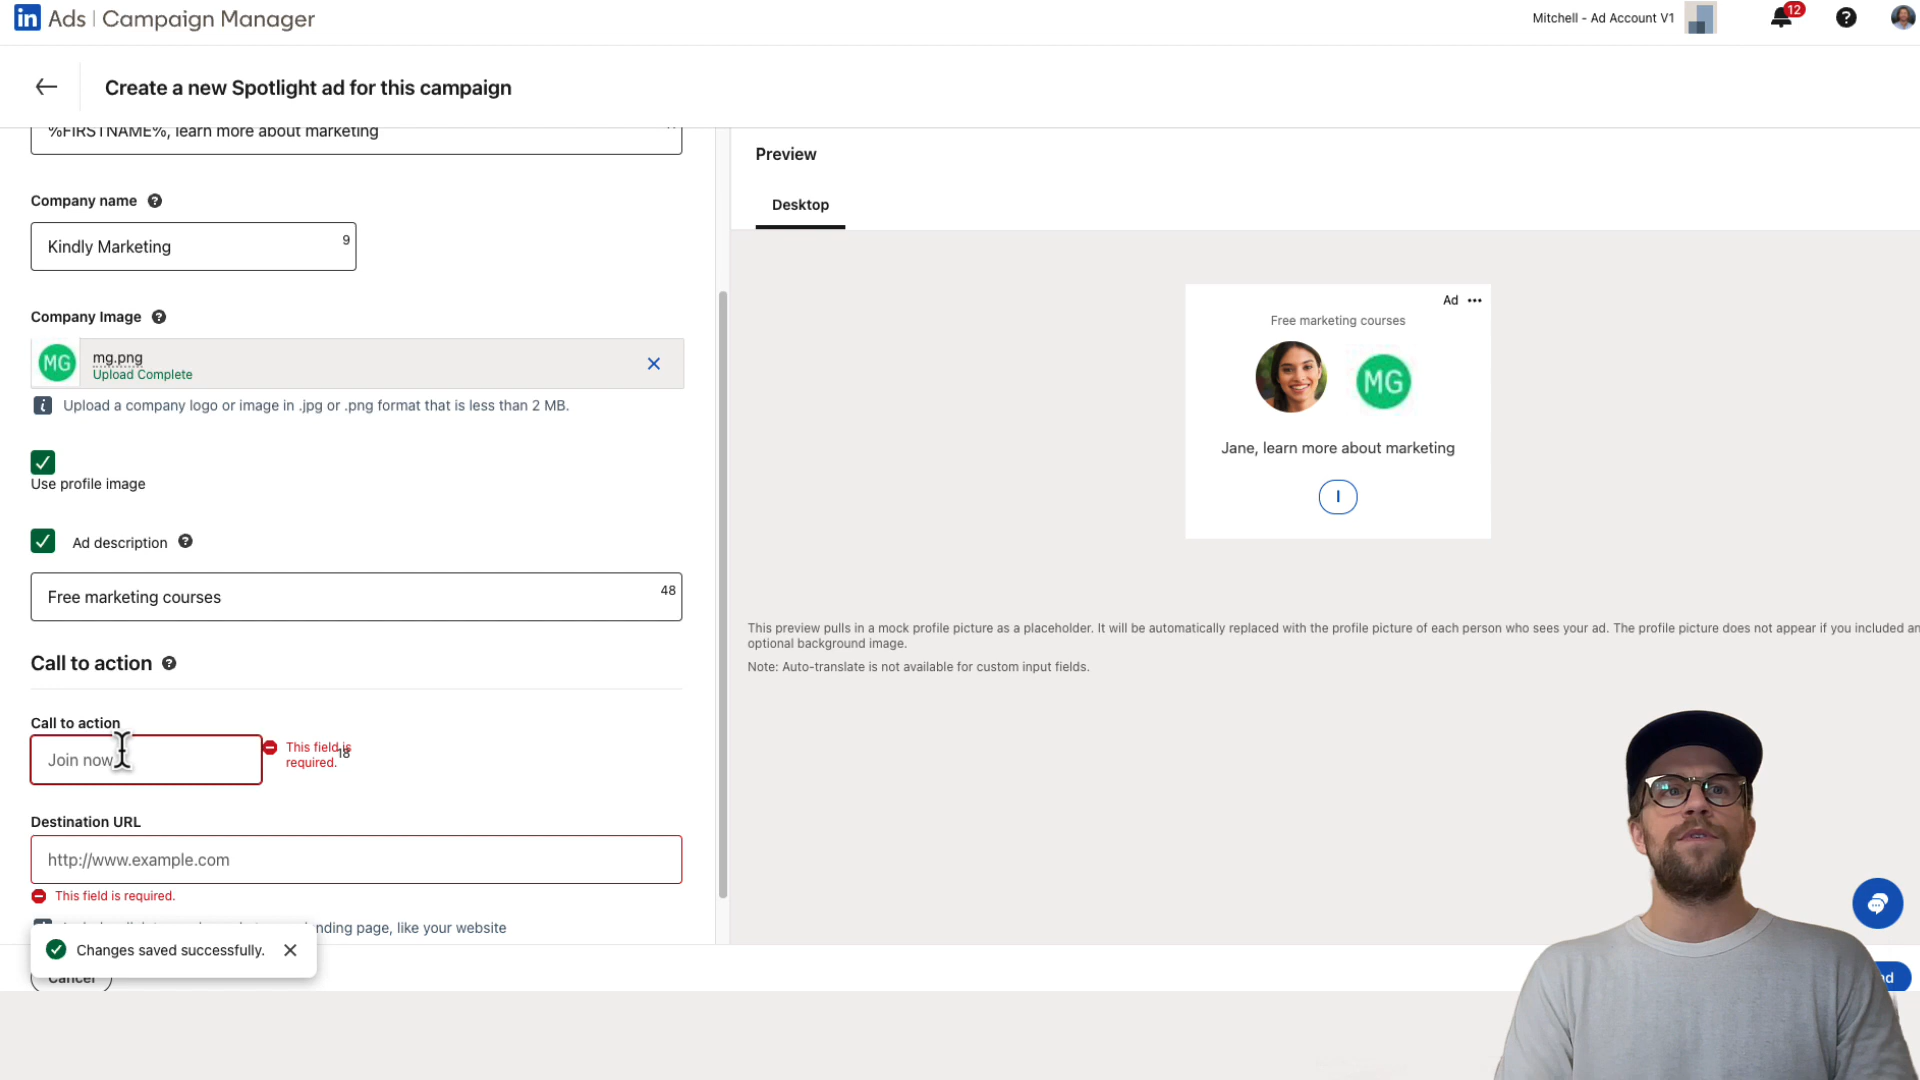 in Ads | Campaign Manager
Mitchell - Ad Account V1
12
Create a new Spotlight ad for this campaign
%FIRSTNAME%, learn more about marketing
Company name
Kindly Marketing
9
Company Image
MG
mg.png
Upload Complete
Upload a company logo or image in .jpg or .png format that is less than 2 MB.
Use profile image
Ad description
Free marketing courses
48
Call to action
Call to action
Join now
This field is
required.
18
Destination URL
http://www.example.com
This field is required.
nding page, like your website
Changes saved successfully.
Cancel
Preview
Desktop
Ad
Free marketing courses
MG
Jane, learn more about marketing
This preview pulls in a mock profile picture as a placeholder. It will be automatically replaced with the profile picture of each person who sees your ad. The profile picture does not appear if you included an
optional background image.
Note: Auto-translate is not available for custom input fields.